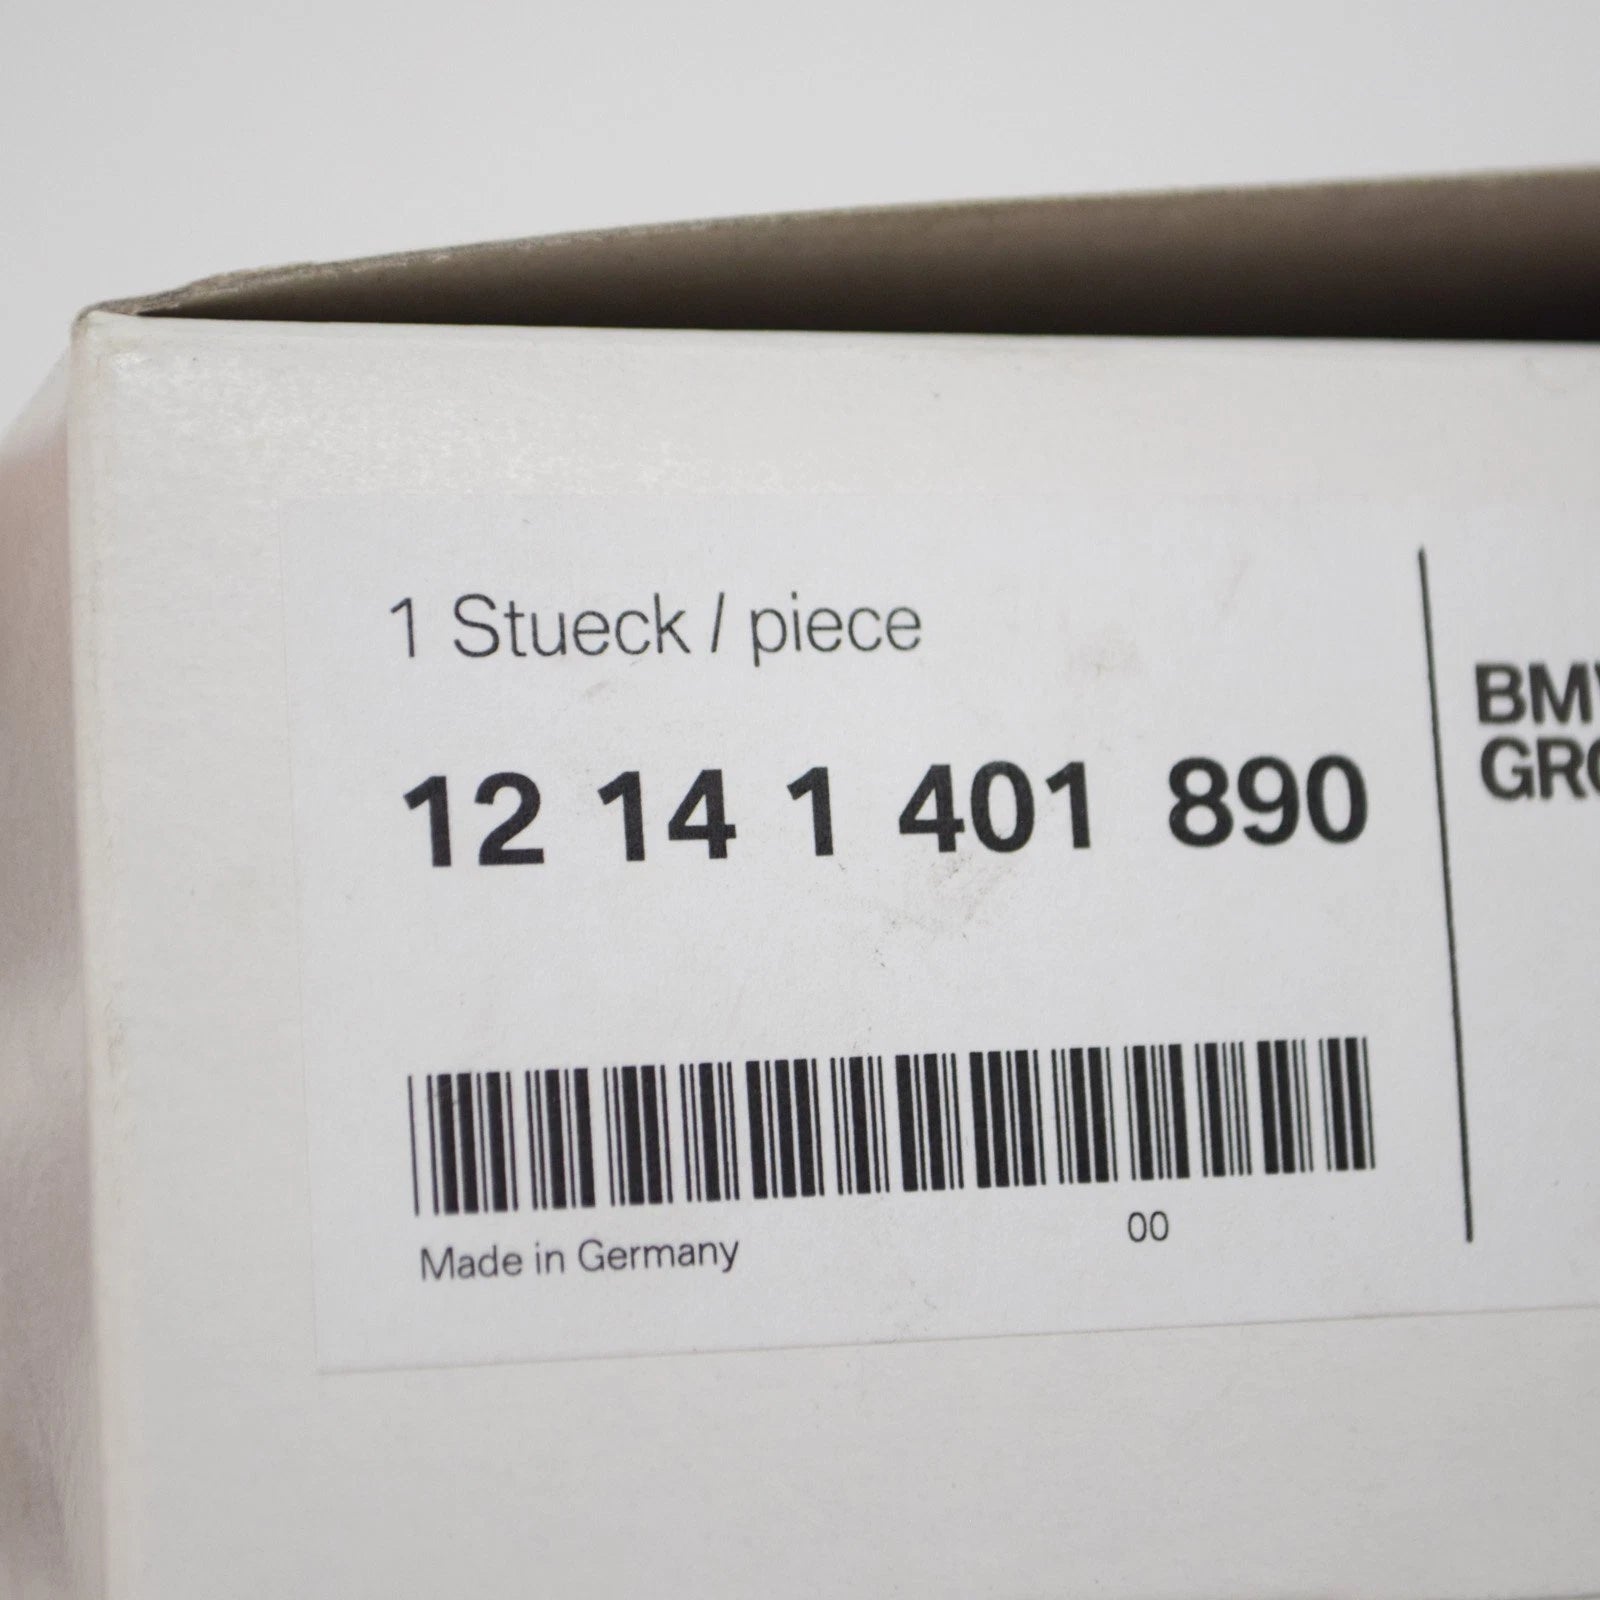 1 Stueck / piece
12 14 1 401 890
Made in Germany
00